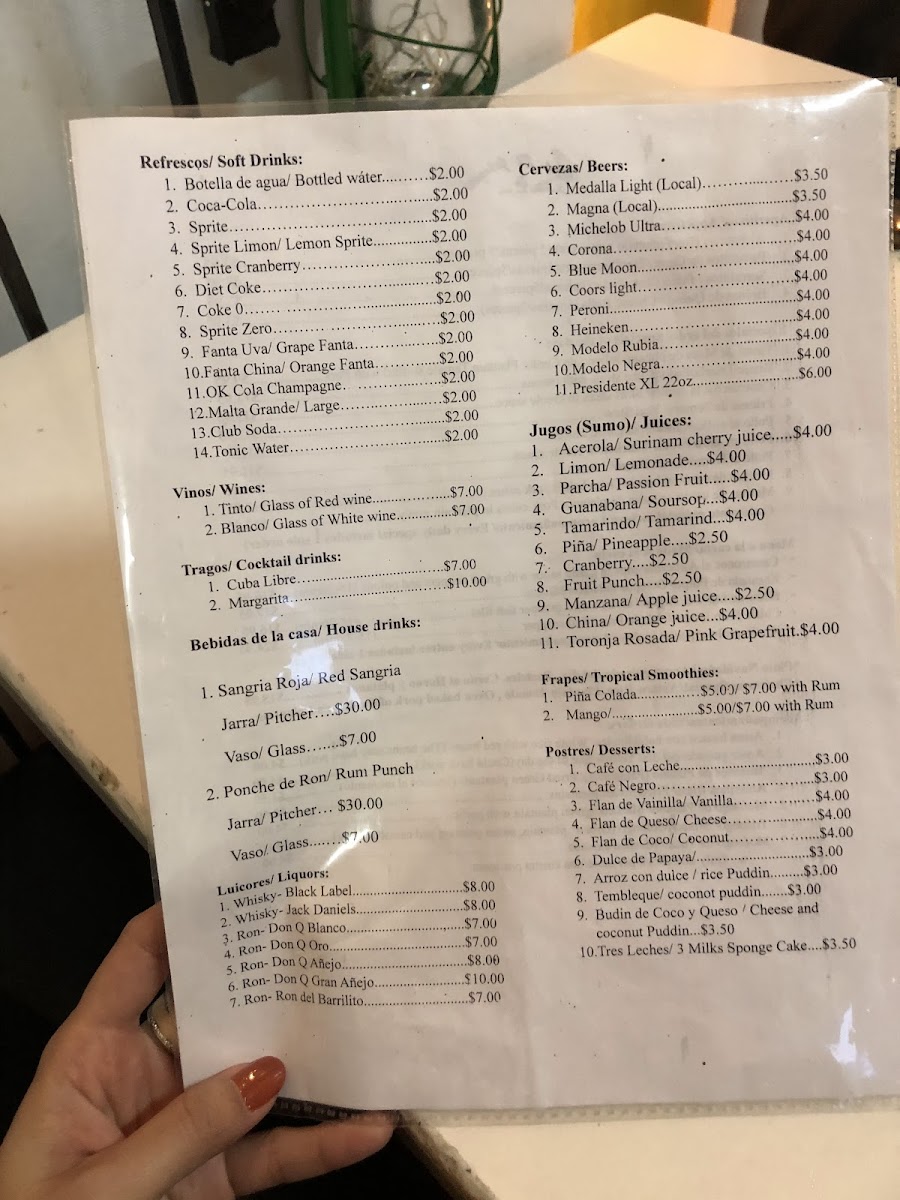 Refrescos/ Soft Drinks:
1. Botella de agua/ Bottled wáter..........$2.00
2. Coca-Cola....................................$2.00
3. Sprite..........................................$2.00
4. Sprite Limon/ Lemon Sprite.............$2.00
5. Sprite Cranberry...........................$2.00
6. Diet Coke....................................$2.00
7. Coke 0....... ..............................$2.00
8. Sprite Zero.......... .....................$2.00
9. Fanta Uva/ Grape Fanta.................$2.00
10.Fanta China/ Orange Fanta.............$2.00
11.OK Cola Champagne. .................$2.00
12.Malta Grande/ Large.....................$2.00
13.Club Soda..................................$2.00
14.Tonic Water................................$2.00
Vinos/ Wines:
1. Tinto/ Glass of Red wine.................$7.00
2. Blanco/ Glass of White wine............$7.00
Tragos/ Cocktail drinks:
1. Cuba Libre..................................$7.00
2. Margarita...................................$10.00
Bebidas de la casa/ House drinks:
1. Sangria Roja/ Red Sangria
Jarra/ Pitcher....$30.00
Vaso/ Glass.......$7.00
2. Ponche de Ron/ Rum Punch
Jarra/ Pitcher... $30.00
Vaso/ Glass.......$7.00
Luicores/ Liquors:
1. Whisky- Black Label........................$8.00
2. Whisky- Jack Daniels.......................$8.00
3. Ron- Don Q Blanco.........................$7.00
4. Ron- Don Q Oro.............................$7.00
5. Ron- Don Q Añejo..........................$8.00
6. Ron- Don Q Gran Añejo...................$10.00
7. Ron- Ron del Barrilito.....................$7.00
Cervezas/ Beers:
1. Medalla Light (Local)....................$3.50
2. Magna (Local).............................$3.50
3. Michelob Ultra.............................$4.00
4. Corona.......................................$4.00
5. Blue Moon..................................$4.00
6. Coors light..................................$4.00
7. Peroni........................................$4.00
8. Heineken....................................$4.00
9. Modelo Rubia..............................$4.00
10.Modelo Negra.............................$4.00
11.Presidente XL 22oz......................$6.00
Jugos (Sumo)/ Juices:
1. Acerola/ Surinam cherry juice.....$4.00
2. Limon/ Lemonade....$4.00
3. Parcha/ Passion Fruit.....$4.00
4. Guanabana/ Soursop...$4.00
5. Tamarindo/ Tamarind...$4.00
6. Piña/ Pineapple....$2.50
7. Cranberry....$2.50
8. Fruit Punch....$2.50
9. Manzana/ Apple juice....$2.50
10. China/ Orange juice...$4.00
11. Toronja Rosada/ Pink Grapefruit.$4.00
Frapes/ Tropical Smoothies:
1. Piña Colada...............$5.00/ $7.00 with Rum
2. Mango/.....................$5.00/$7.00 with Rum
Postres/ Desserts:
1. Café con Leche...........................$3.00
2. Café Negro................................$3.00
3. Flan de Vainilla/ Vanilla................$4.00
4. Flan de Queso/ Cheese..................$4.00
5. Flan de Coco/ Coconut..................$4.00
6. Dulce de Papaya/.........................$3.00
7. Arroz con dulce / rice Puddin.........$3.00
8. Tembleque/ coconot puddin.......$3.00
9. Budin de Coco y Queso / Cheese and
coconut Puddin...$3.50
10.Tres Leches/ 3 Milks Sponge Cake....$3.50